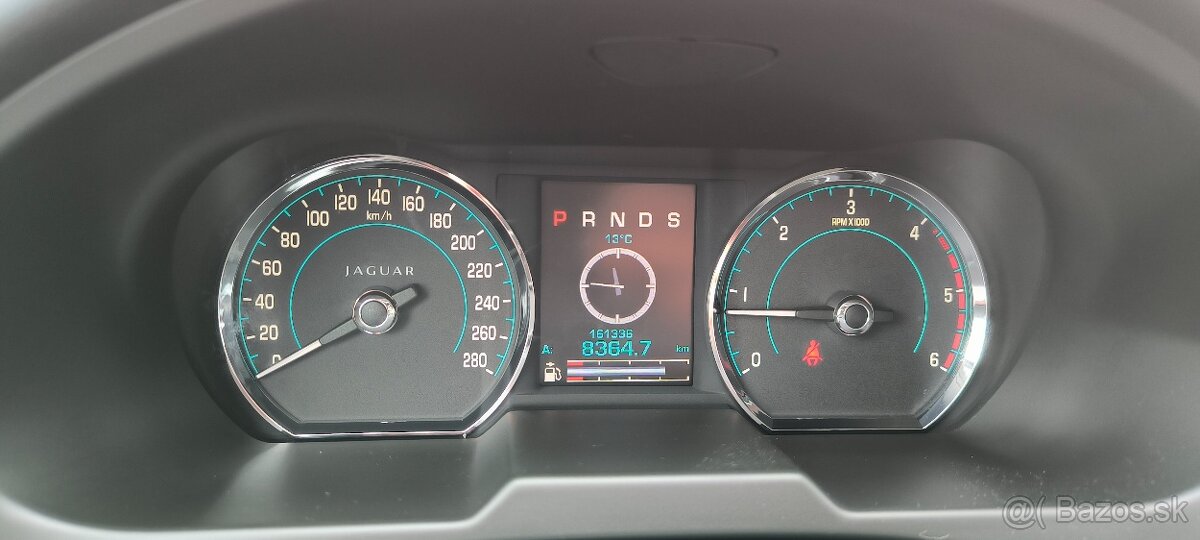 0 20 40 60 80 100 120 140 160 180 200 220 240 260 280
km/h
JAGUAR
P R N D S
13°C
161336
A: 8364.7 km
0 1 2 3 4 5 6
RPM X 1000
@( Bazos.sk